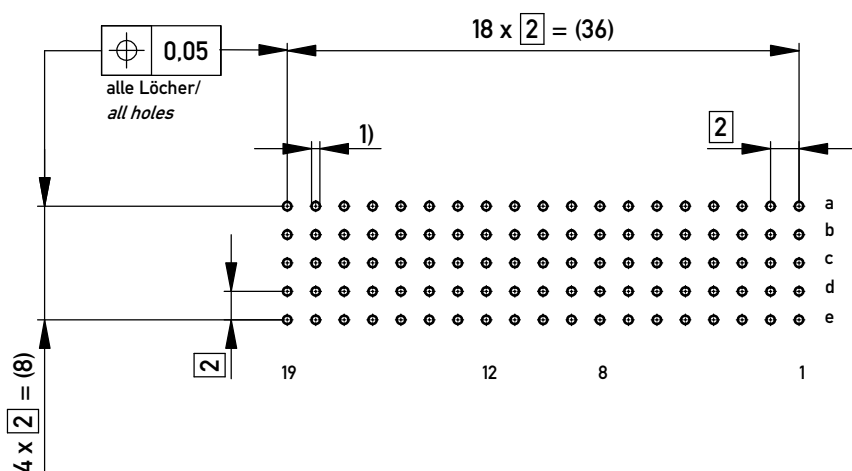 18 x 2 = (36)
0,05
alle Löcher/
all holes
1)
2
a
b
c
d
e
2
19 12 8 1
4 x 2 = (8)